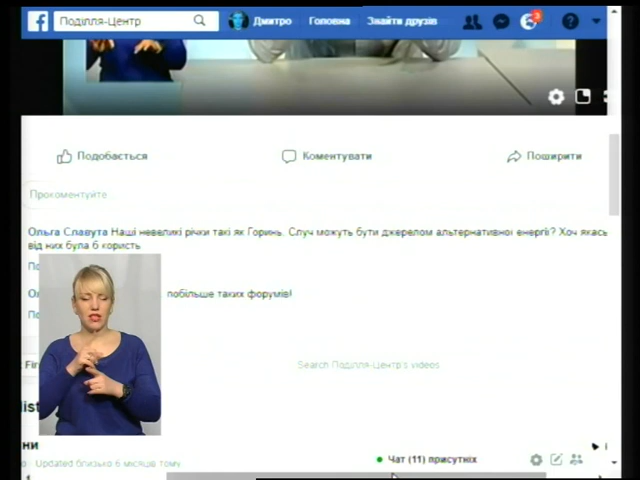 Поділля-Центр
Дмитро Головна Знайти друзів
Подобається Коментувати Поширити
Прокоментуйте
Ольга Славута Наші невеликі річки такі як Горинь. Случ можуть бути джерелом альтернативної енергії? Хоч якась
від них була б користь
побільше таких форумів!
Search Поділля-Центр's videos
Чат (11) присутніх
Updated близько 6 місяців тому